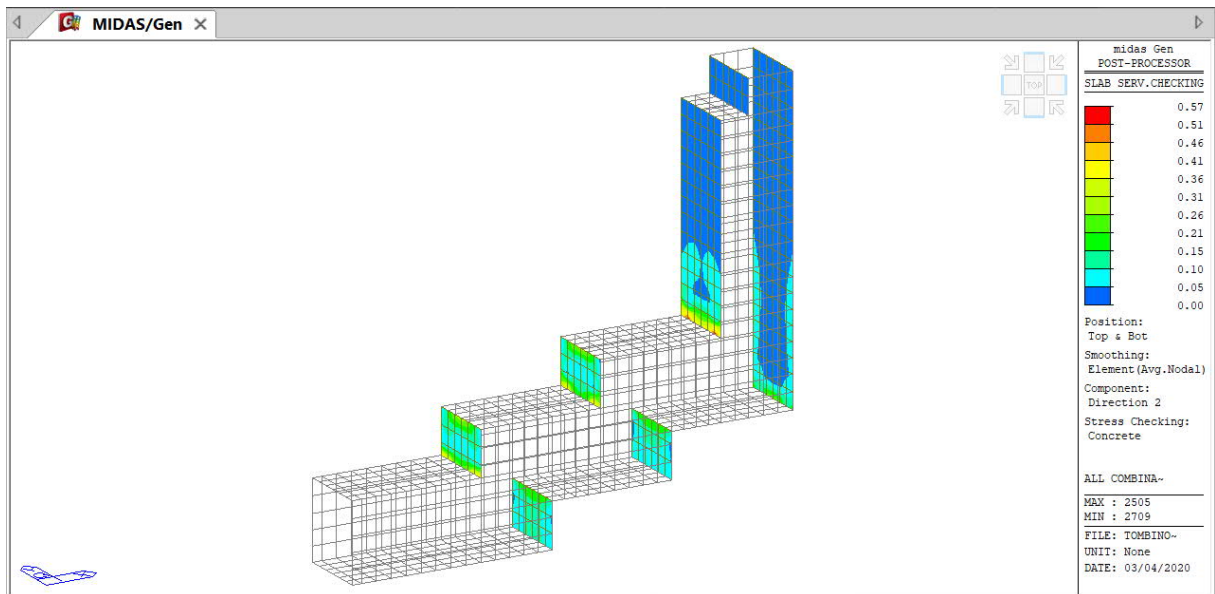 MIDAS/Gen
TOP
midas Gen
POST-PROCESSOR
SLAB SERV.CHECKING
0.57
0.51
0.46
0.41
0.36
0.31
0.26
0.21
0.15
0.10
0.05
0.00
Position:
Top & Bot
Smoothing:
Element(Avg.Nodal)
Component:
Direction 2
Stress Checking:
Concrete
ALL COMBINA~
MAX : 2505
MIN : 2709
FILE: TOMBINO~
UNIT: None
DATE: 03/04/2020